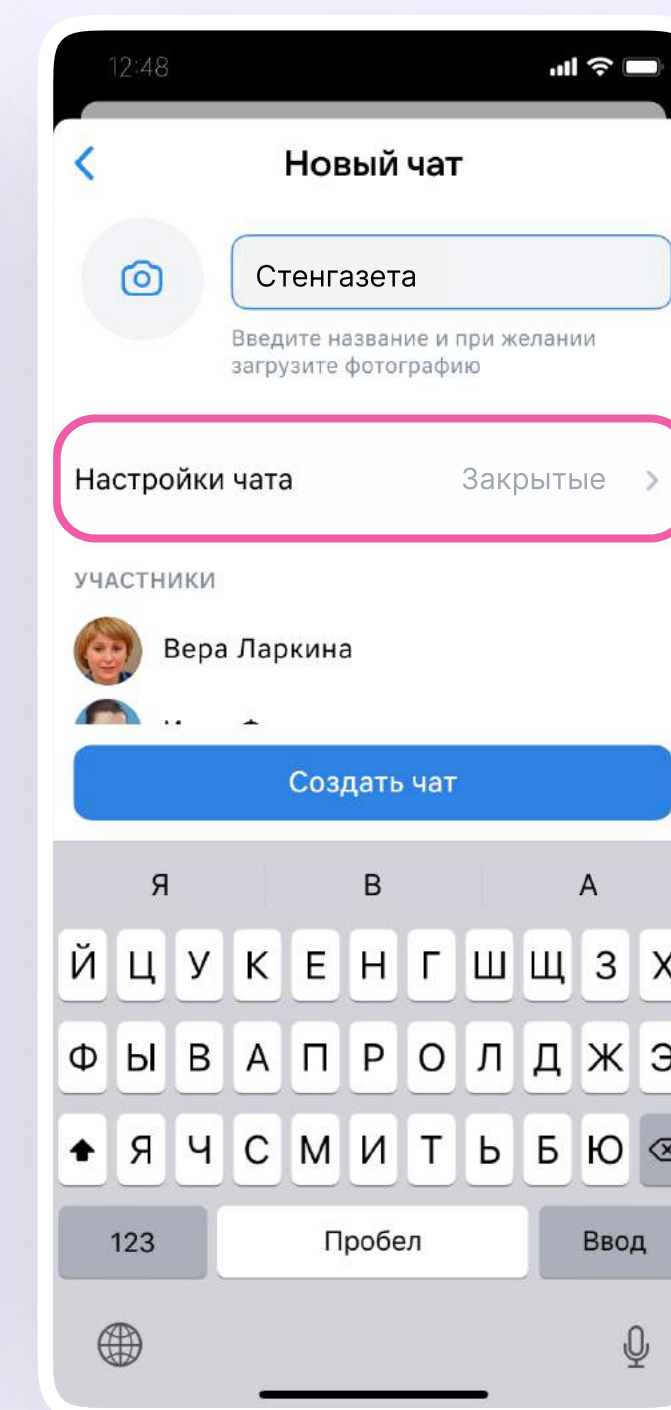 12:48
Новый чат
Стенгазета
Введите название и при желании
загрузите фотографию
Настройки чата Закрытые
УЧАСТНИКИ
Вера Ларкина
Создать чат
Я В А
Й Ц У К Е Н Г Ш Щ З Х
Ф Ы В А П Р О Л Д Ж Э
Я Ч С М И Т Ь Б Ю
123 Пробел Ввод